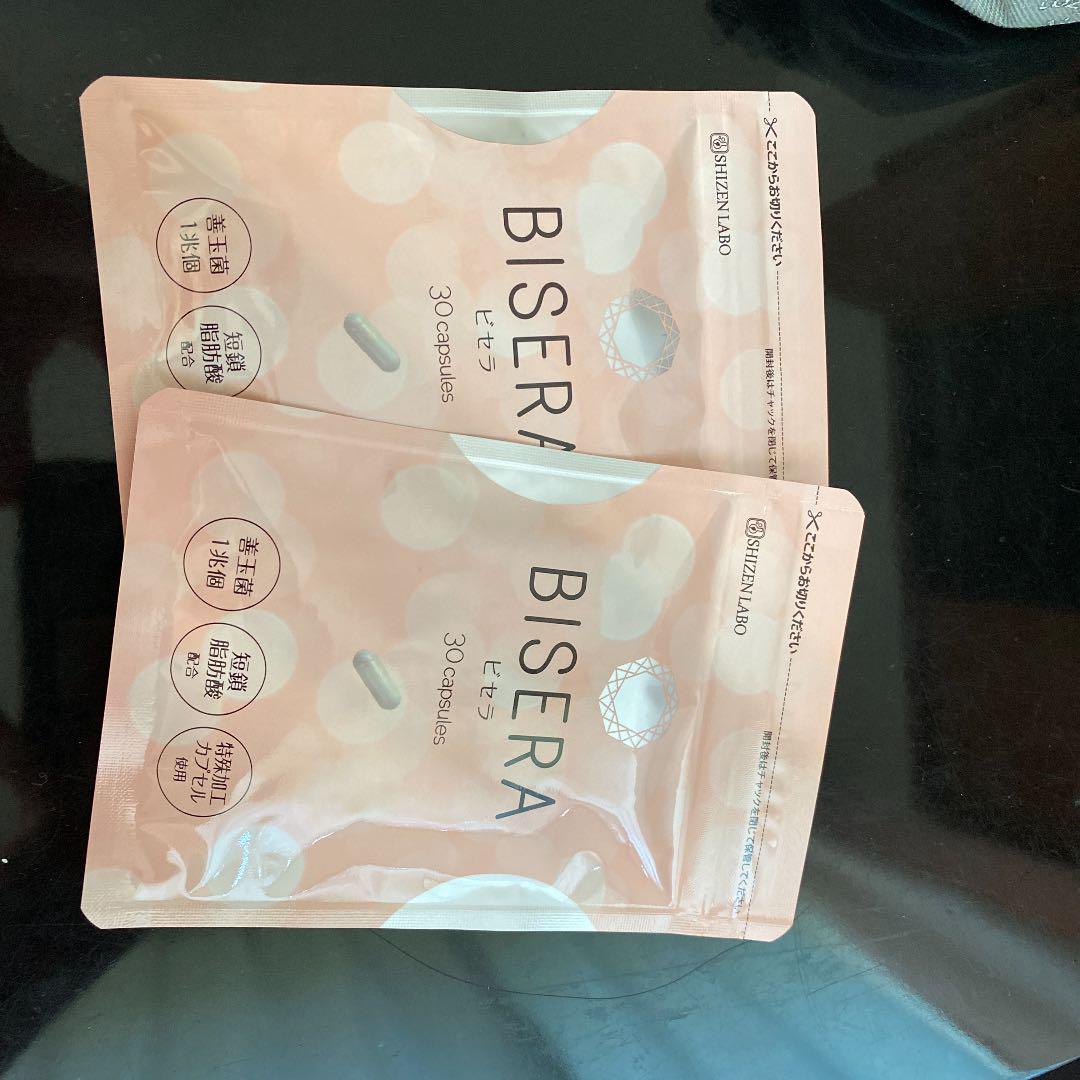 ここからお切りください
開封後はチャックを閉じて保管
SHIZEN LABO
BISERA
ビセラ
30 capsules
善玉菌
1兆個
短鎖
脂肪酸
配合
ここからお切りください
開封後はチャックを閉じて保管してください
SHIZEN LABO
BISERA
ビセラ
30 capsules
善玉菌
1兆個
短鎖
脂肪酸
配合
特殊加工
カプセル
使用